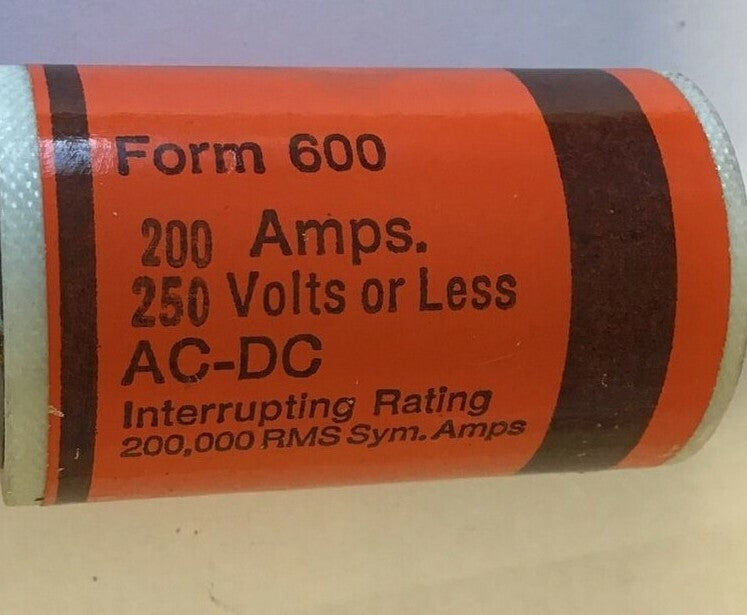 Form 600
200 Amps.
250 Volts or Less
AC-DC
Interrupting Rating
200,000 RMS Sym. Amps